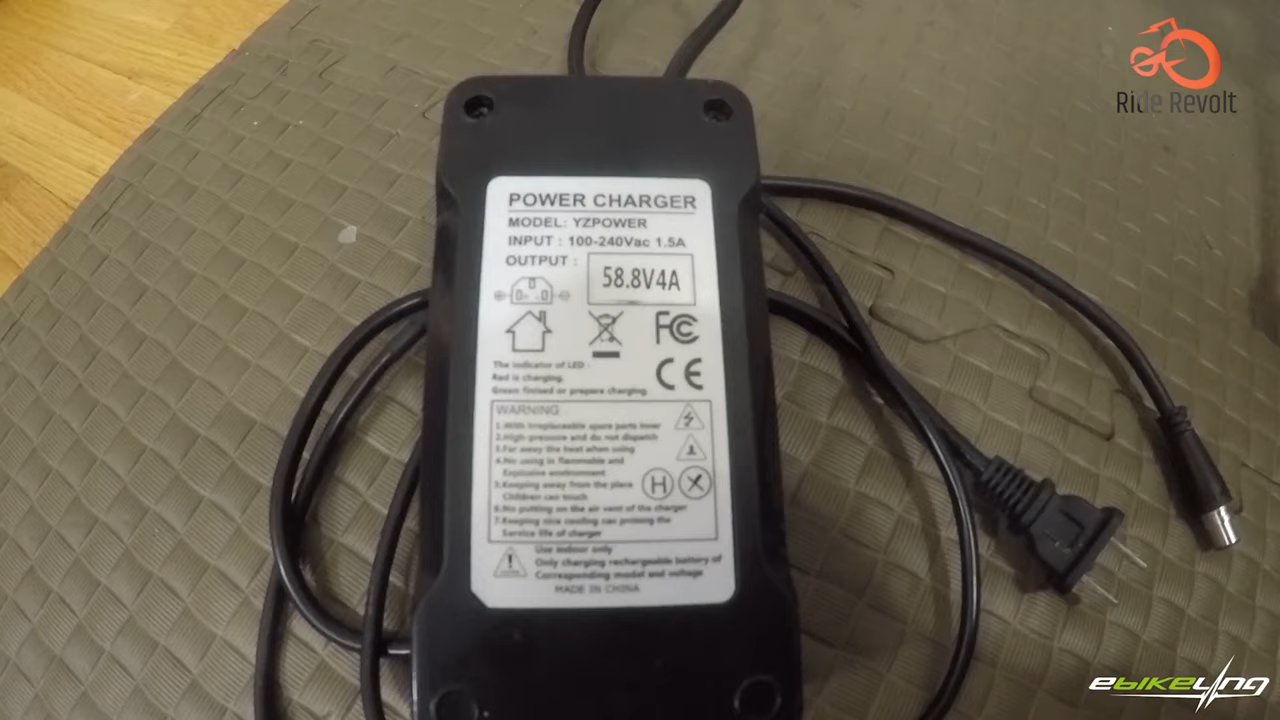 Ride Revolt
POWER CHARGER
MODEL: YZPOWER
INPUT : 100-240Vac 1.5A
OUTPUT :
58.8V4A
FC
CE
The indicator of LED :
Red is charging.
Green finised or prepare charging.
WARNING :
1.With irreplaceable spare parts inner
2.High-pressure and do not dispatch
3.Far away the heat when using
4.No using in flammable and
Explosive environment
5.Keeping away from the place
Children can touch
H
6.No putting on the air vent of the charger
7.Keeping nice cooling can prolong the
Service life of charger
Use indoor only
Only charging rechargeable battery of
Corresponding model and voltage
MADE IN CHINA
eBIKELING